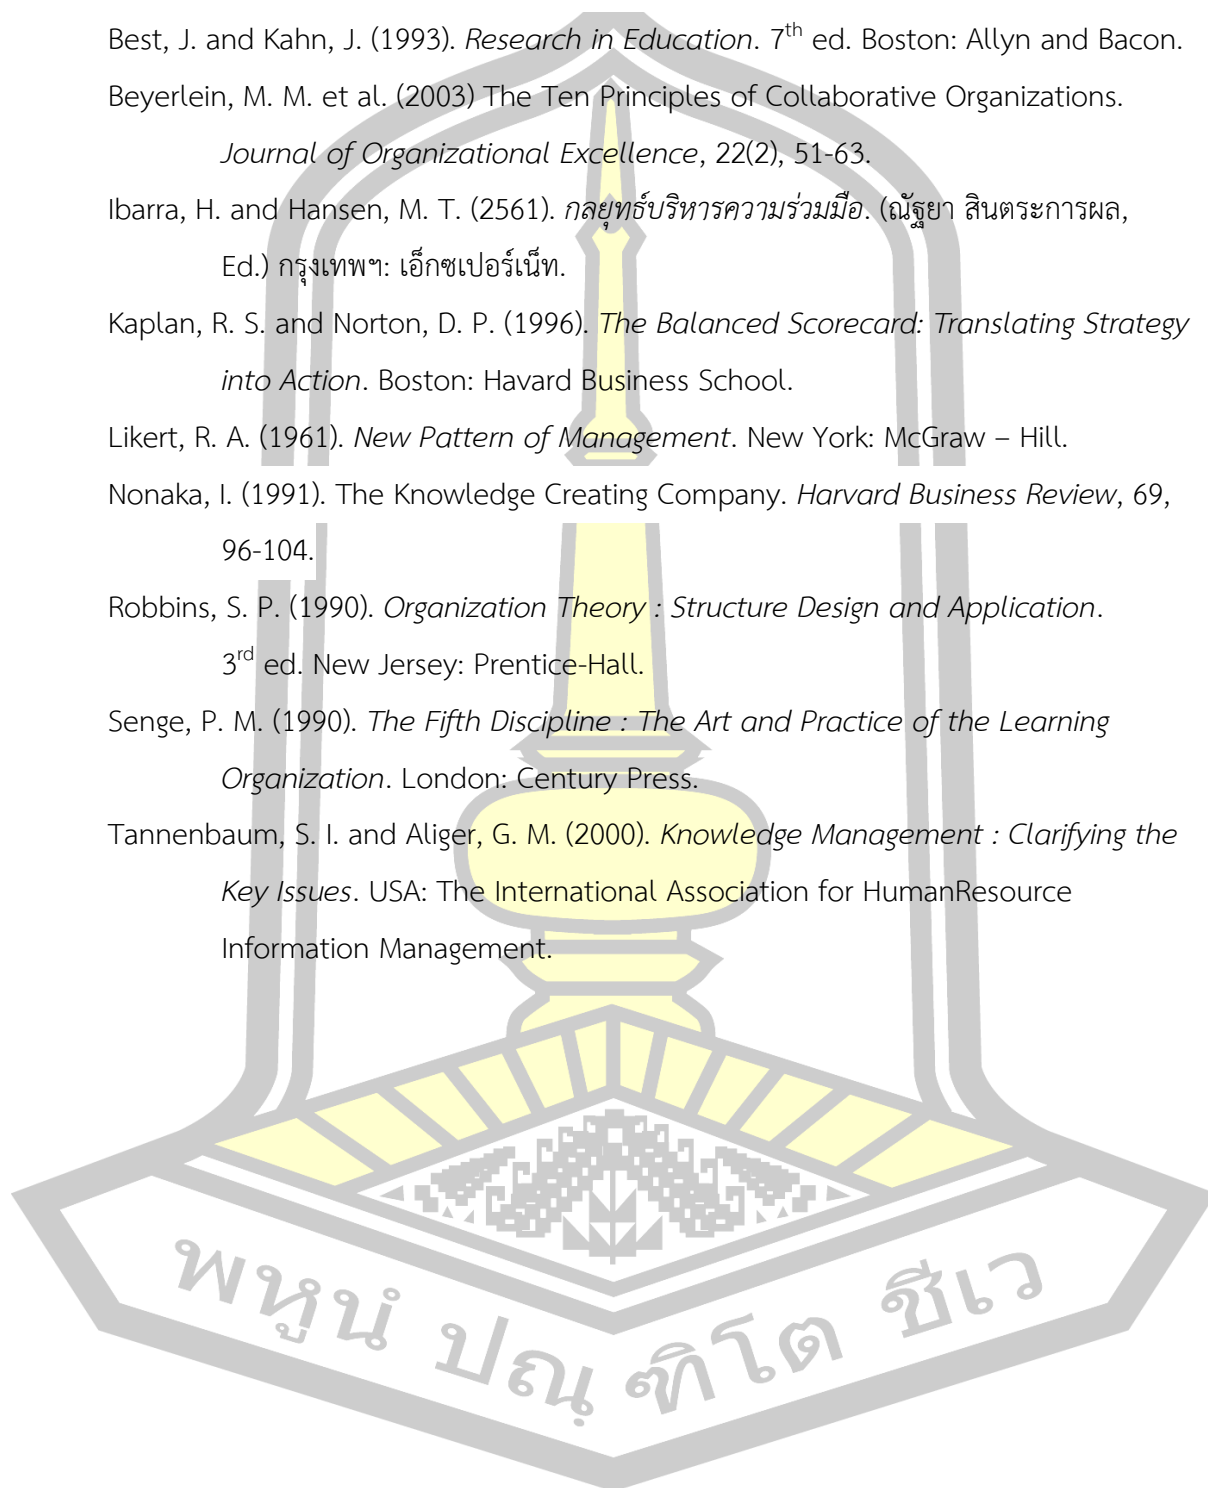 Best, J. and Kahn, J. (1993). Research in Education. 7th ed. Boston: Allyn and Bacon.
Beyerlein, M. M. et al. (2003) The Ten Principles of Collaborative Organizations.
Journal of Organizational Excellence, 22(2), 51-63.
Ibarra, H. and Hansen, M. T. (2561). กลยุทธ์บริหารความร่วมมือ. (ณัฐยา สินตระการผล,
Ed.) กรุงเทพฯ: เอ็กซเปอร์เน็ท.
Kaplan, R. S. and Norton, D. P. (1996). The Balanced Scorecard: Translating Strategy
into Action. Boston: Havard Business School.
Likert, R. A. (1961). New Pattern of Management. New York: McGraw – Hill.
Nonaka, I. (1991). The Knowledge Creating Company. Harvard Business Review, 69,
96-104.
Robbins, S. P. (1990). Organization Theory : Structure Design and Application.
3rd ed. New Jersey: Prentice-Hall.
Senge, P. M. (1990). The Fifth Discipline : The Art and Practice of the Learning
Organization. London: Century Press.
Tannenbaum, S. I. and Aliger, G. M. (2000). Knowledge Management : Clarifying the
Key Issues. USA: The International Association for HumanResource
Information Management.
พหูนํ ปณฺฑิโต ชีเว